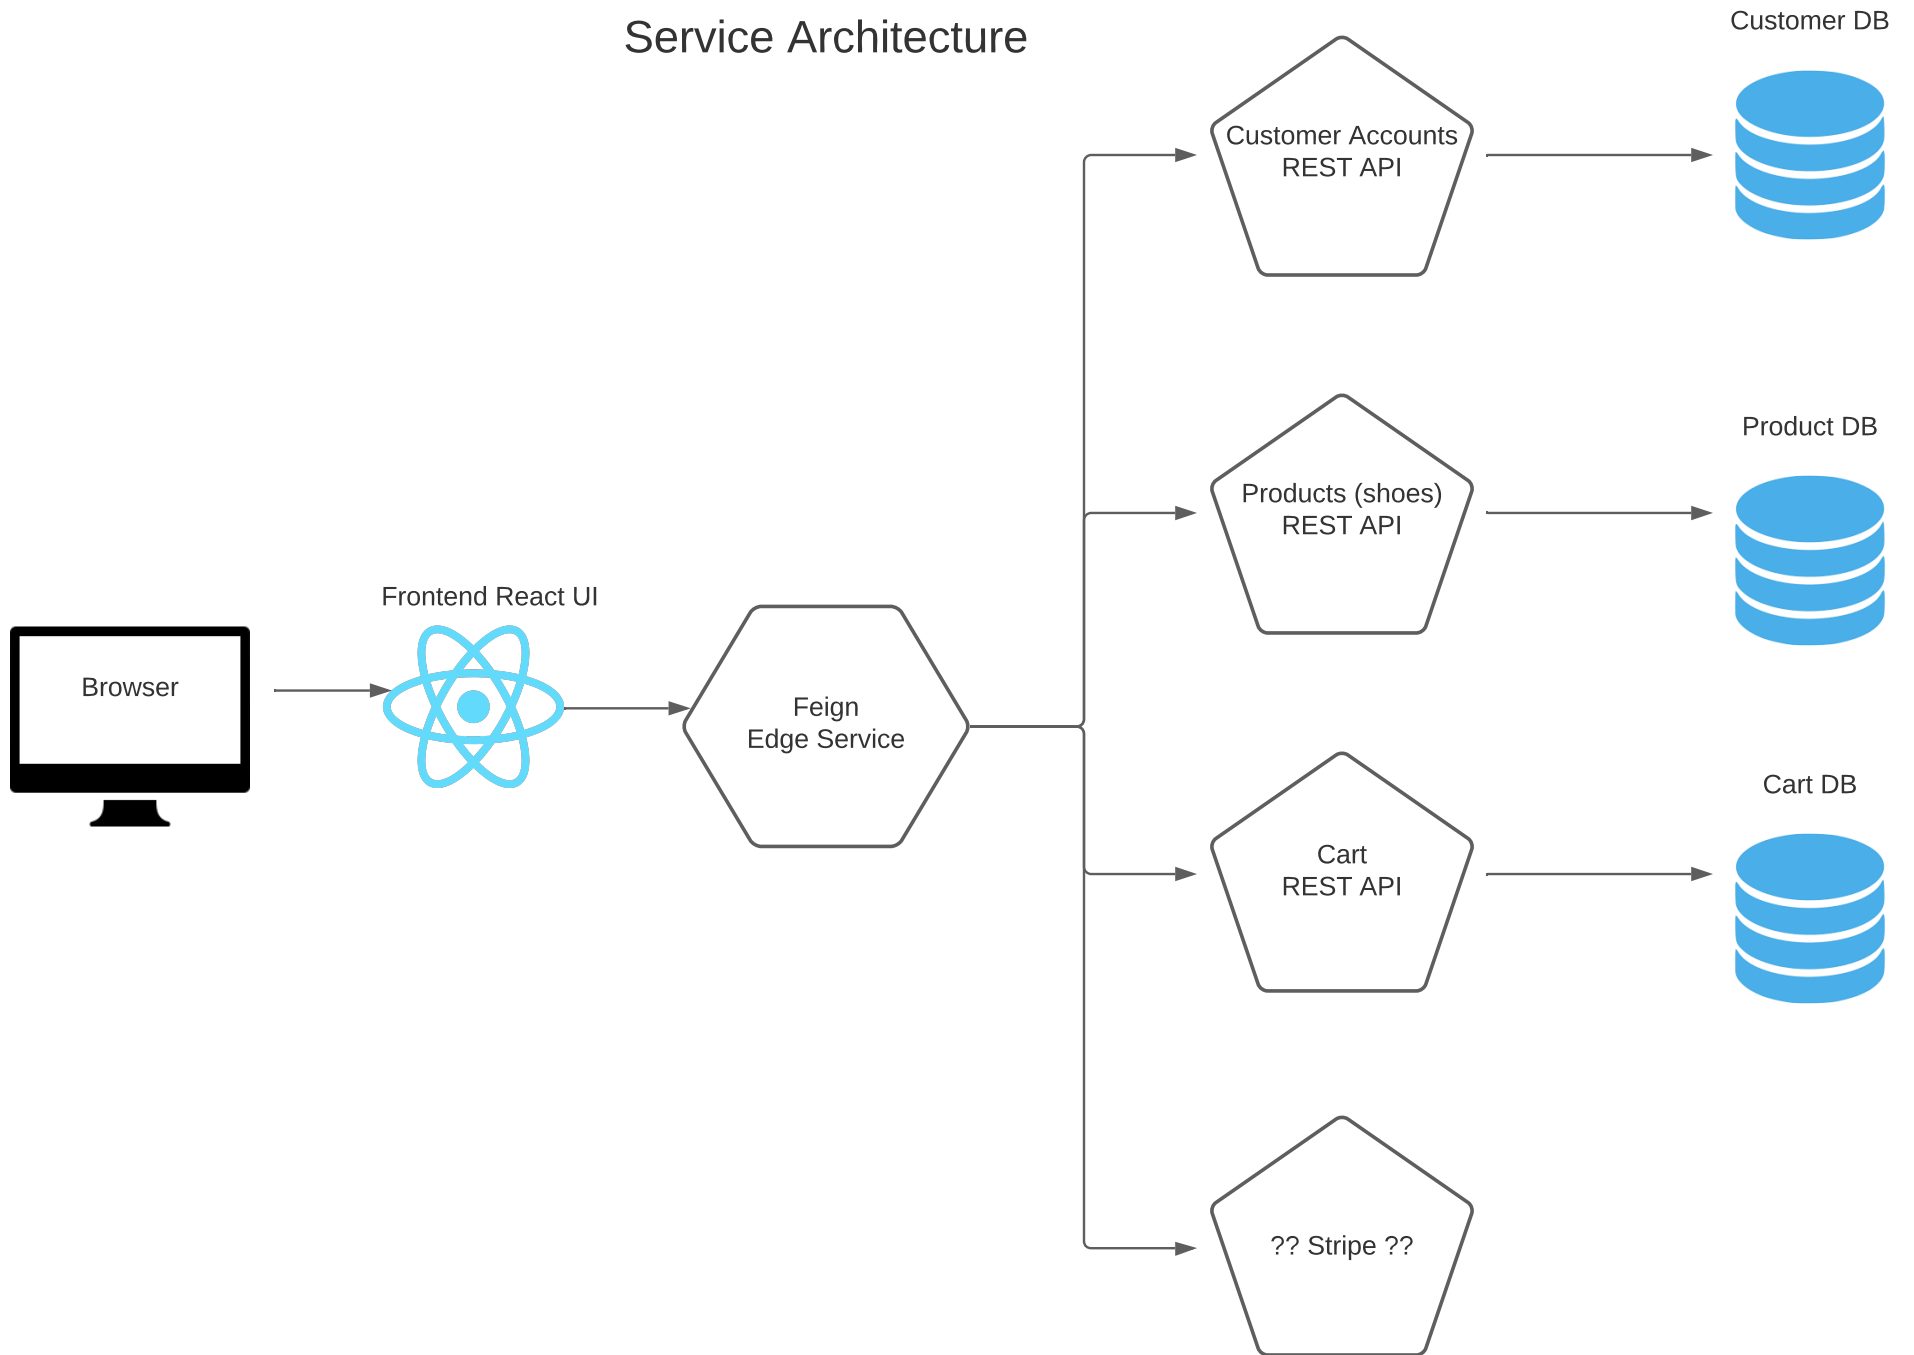 Service Architecture
Customer DB
Customer Accounts
REST API
Product DB
Products (shoes)
REST API
Frontend React UI
Browser
Feign
Edge Service
Cart DB
Cart
REST API
?? Stripe ??